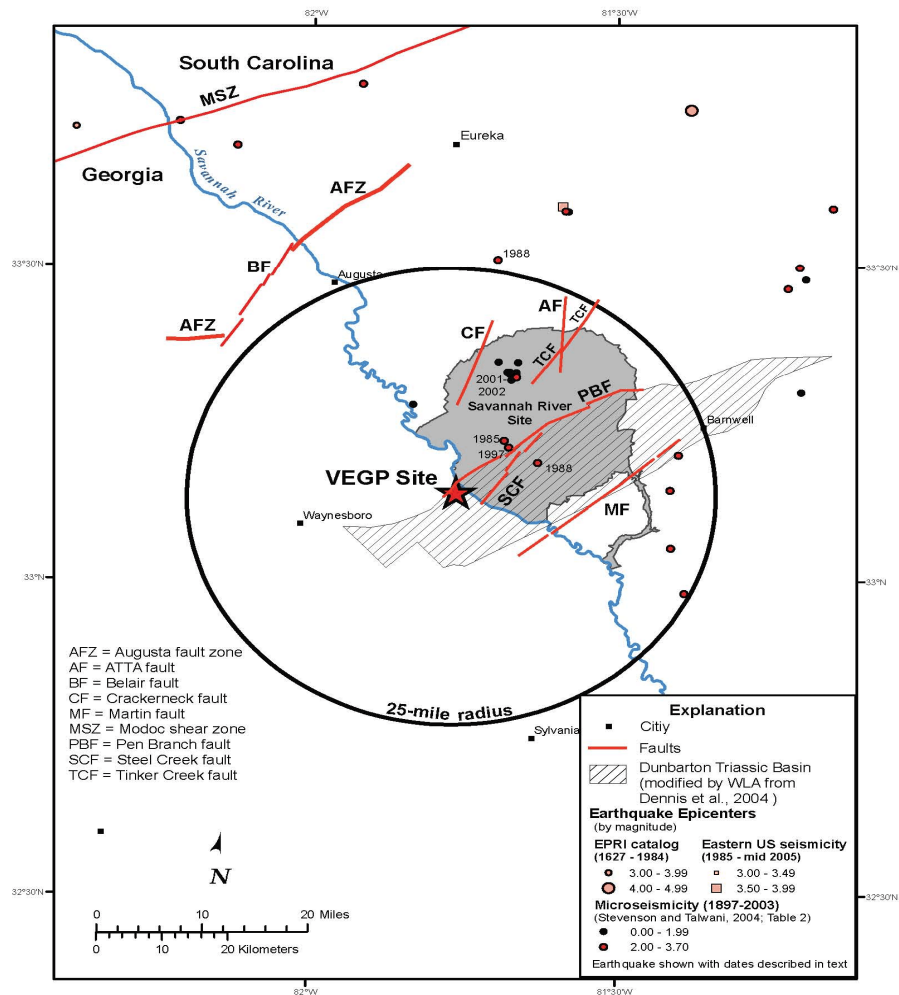 82°W
81°30'W
South Carolina
MSZ
Eureka
Georgia
Savannah
River
AFZ
33°30'N
33°30'N
1988
BF
Augusta
AFZ
AF
TCF
CF
TCF
2001-
2002
PBF
Savannah River
Site
Barnwell
1985
1997
1988
VEGP Site
SCF
MF
Waynesboro
33°N
33°N
AFZ = Augusta fault zone
AF = ATTA fault
BF = Belair fault
CF = Crackerneck fault
MF = Martin fault
MSZ = Modoc shear zone
PBF = Pen Branch fault
SCF = Steel Creek fault
TCF = Tinker Creek fault
25-mile radius
Sylvania
Explanation
Citiy
Faults
Dunbarton Triassic Basin
(modified by WLA from
Dennis et al., 2004 )
Earthquake Epicenters
(by magnitude)
EPRI catalog
(1627 - 1984)
3.00 - 3.99
4.00 - 4.99
Eastern US seismicity
(1985 - mid 2005)
3.00 - 3.49
3.50 - 3.99
Microseismicity (1897-2003)
(Stevenson and Talwani, 2004; Table 2)
0.00 - 1.99
2.00 - 3.70
Earthquake shown with dates described in text
N
32°30'N
32°30'N
0 10 20 Miles
0 10 20 Kilometers
82°W
81°30'W